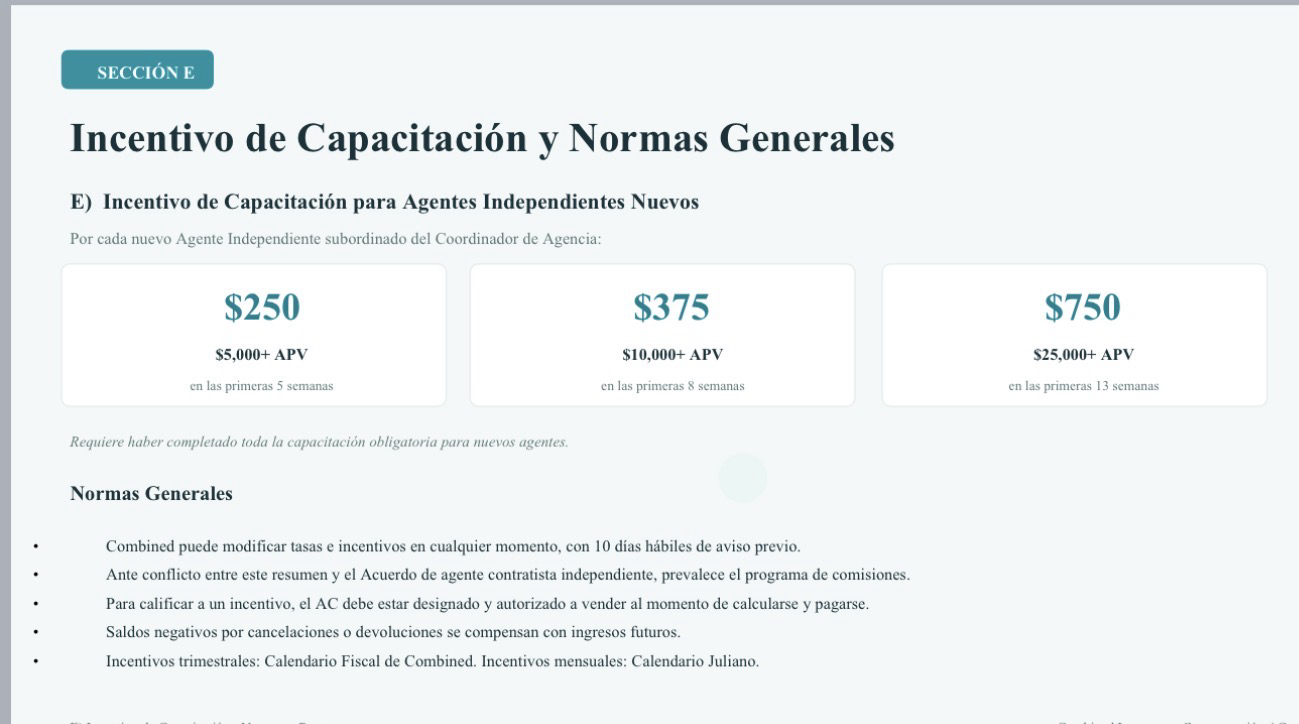 SECCIÓN E
Incentivo de Capacitación y Normas Generales
E) Incentivo de Capacitación para Agentes Independientes Nuevos
Por cada nuevo Agente Independiente subordinado del Coordinador de Agencia:
$250
$5,000+ APV
en las primeras 5 semanas
$375
$10,000+ APV
en las primeras 8 semanas
$750
$25,000+ APV
en las primeras 13 semanas
Requiere haber completado toda la capacitación obligatoria para nuevos agentes.
Normas Generales
• Combined puede modificar tasas e incentivos en cualquier momento, con 10 días hábiles de aviso previo.
• Ante conflicto entre este resumen y el Acuerdo de agente contratista independiente, prevalece el programa de comisiones.
• Para calificar a un incentivo, el AC debe estar designado y autorizado a vender al momento de calcularse y pagarse.
• Saldos negativos por cancelaciones o devoluciones se compensan con ingresos futuros.
• Incentivos trimestrales: Calendario Fiscal de Combined. Incentivos mensuales: Calendario Juliano.